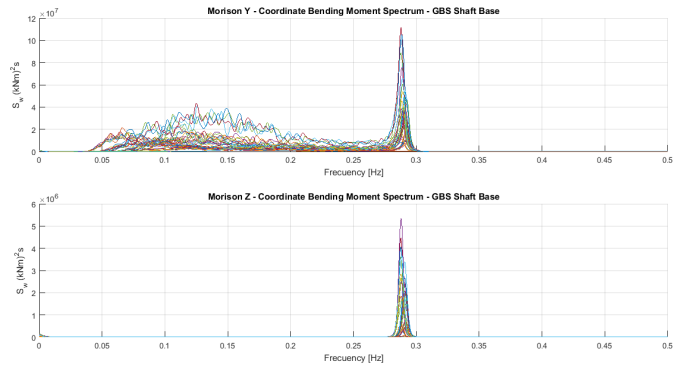 Morison Y - Coordinate Bending Moment Spectrum - GBS Shaft Base
×10⁷
12
10
8
6
4
2
0
S_w (kNm)²s
0 0.05 0.1 0.15 0.2 0.25 0.3 0.35 0.4 0.45 0.5
Frecuency [Hz]
Morison Z - Coordinate Bending Moment Spectrum - GBS Shaft Base
×10⁶
6
5
4
3
2
1
0
S_w (kNm)²s
0 0.05 0.1 0.15 0.2 0.25 0.3 0.35 0.4 0.45 0.5
Frecuency [Hz]